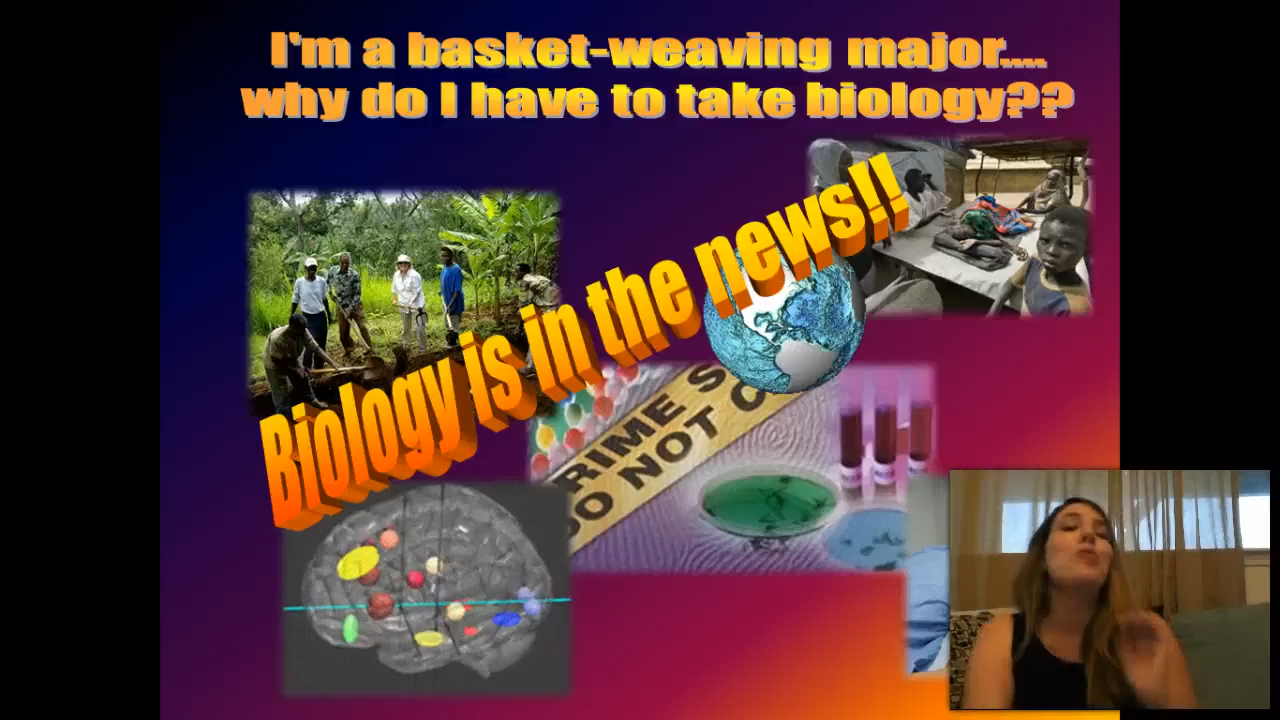 I'm a basket-weaving major....
why do I have to take biology??
Biology is in the news!!
RIME S
DO NOT C